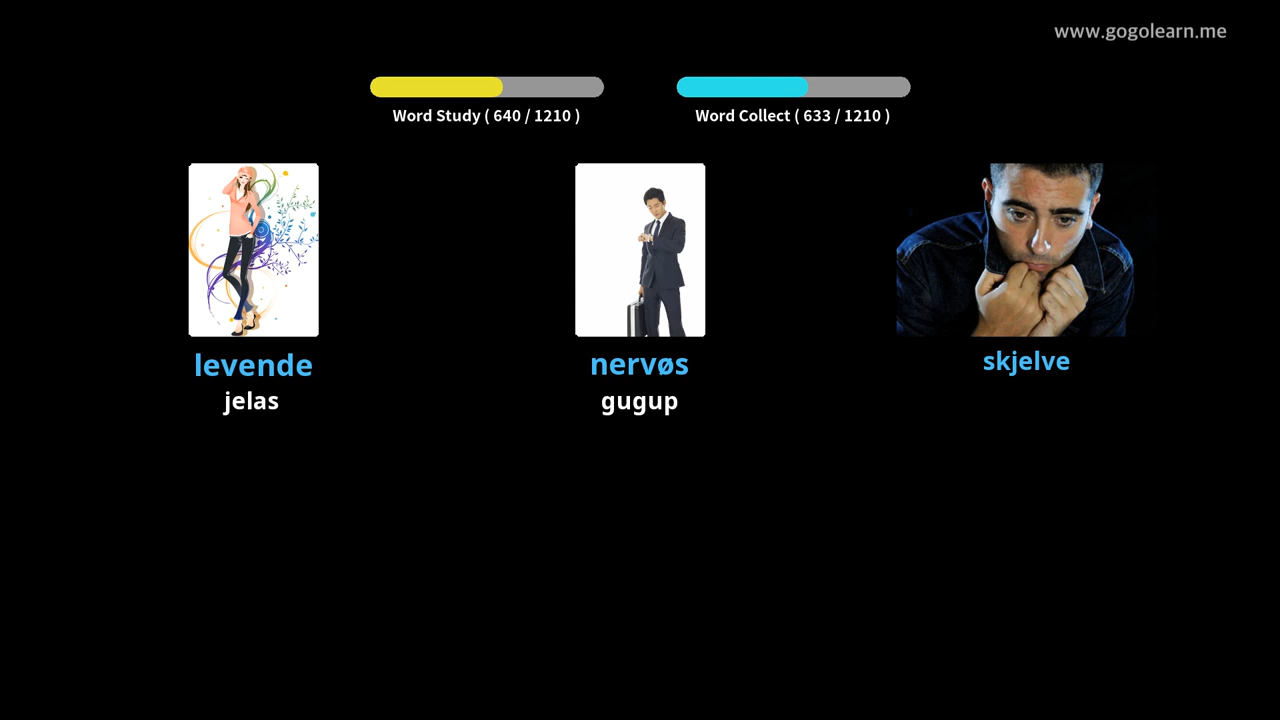 www.gogolearn.me
Word Study ( 640 / 1210 )
Word Collect ( 633 / 1210 )
levende
jelas
nervøs
gugup
skjelve